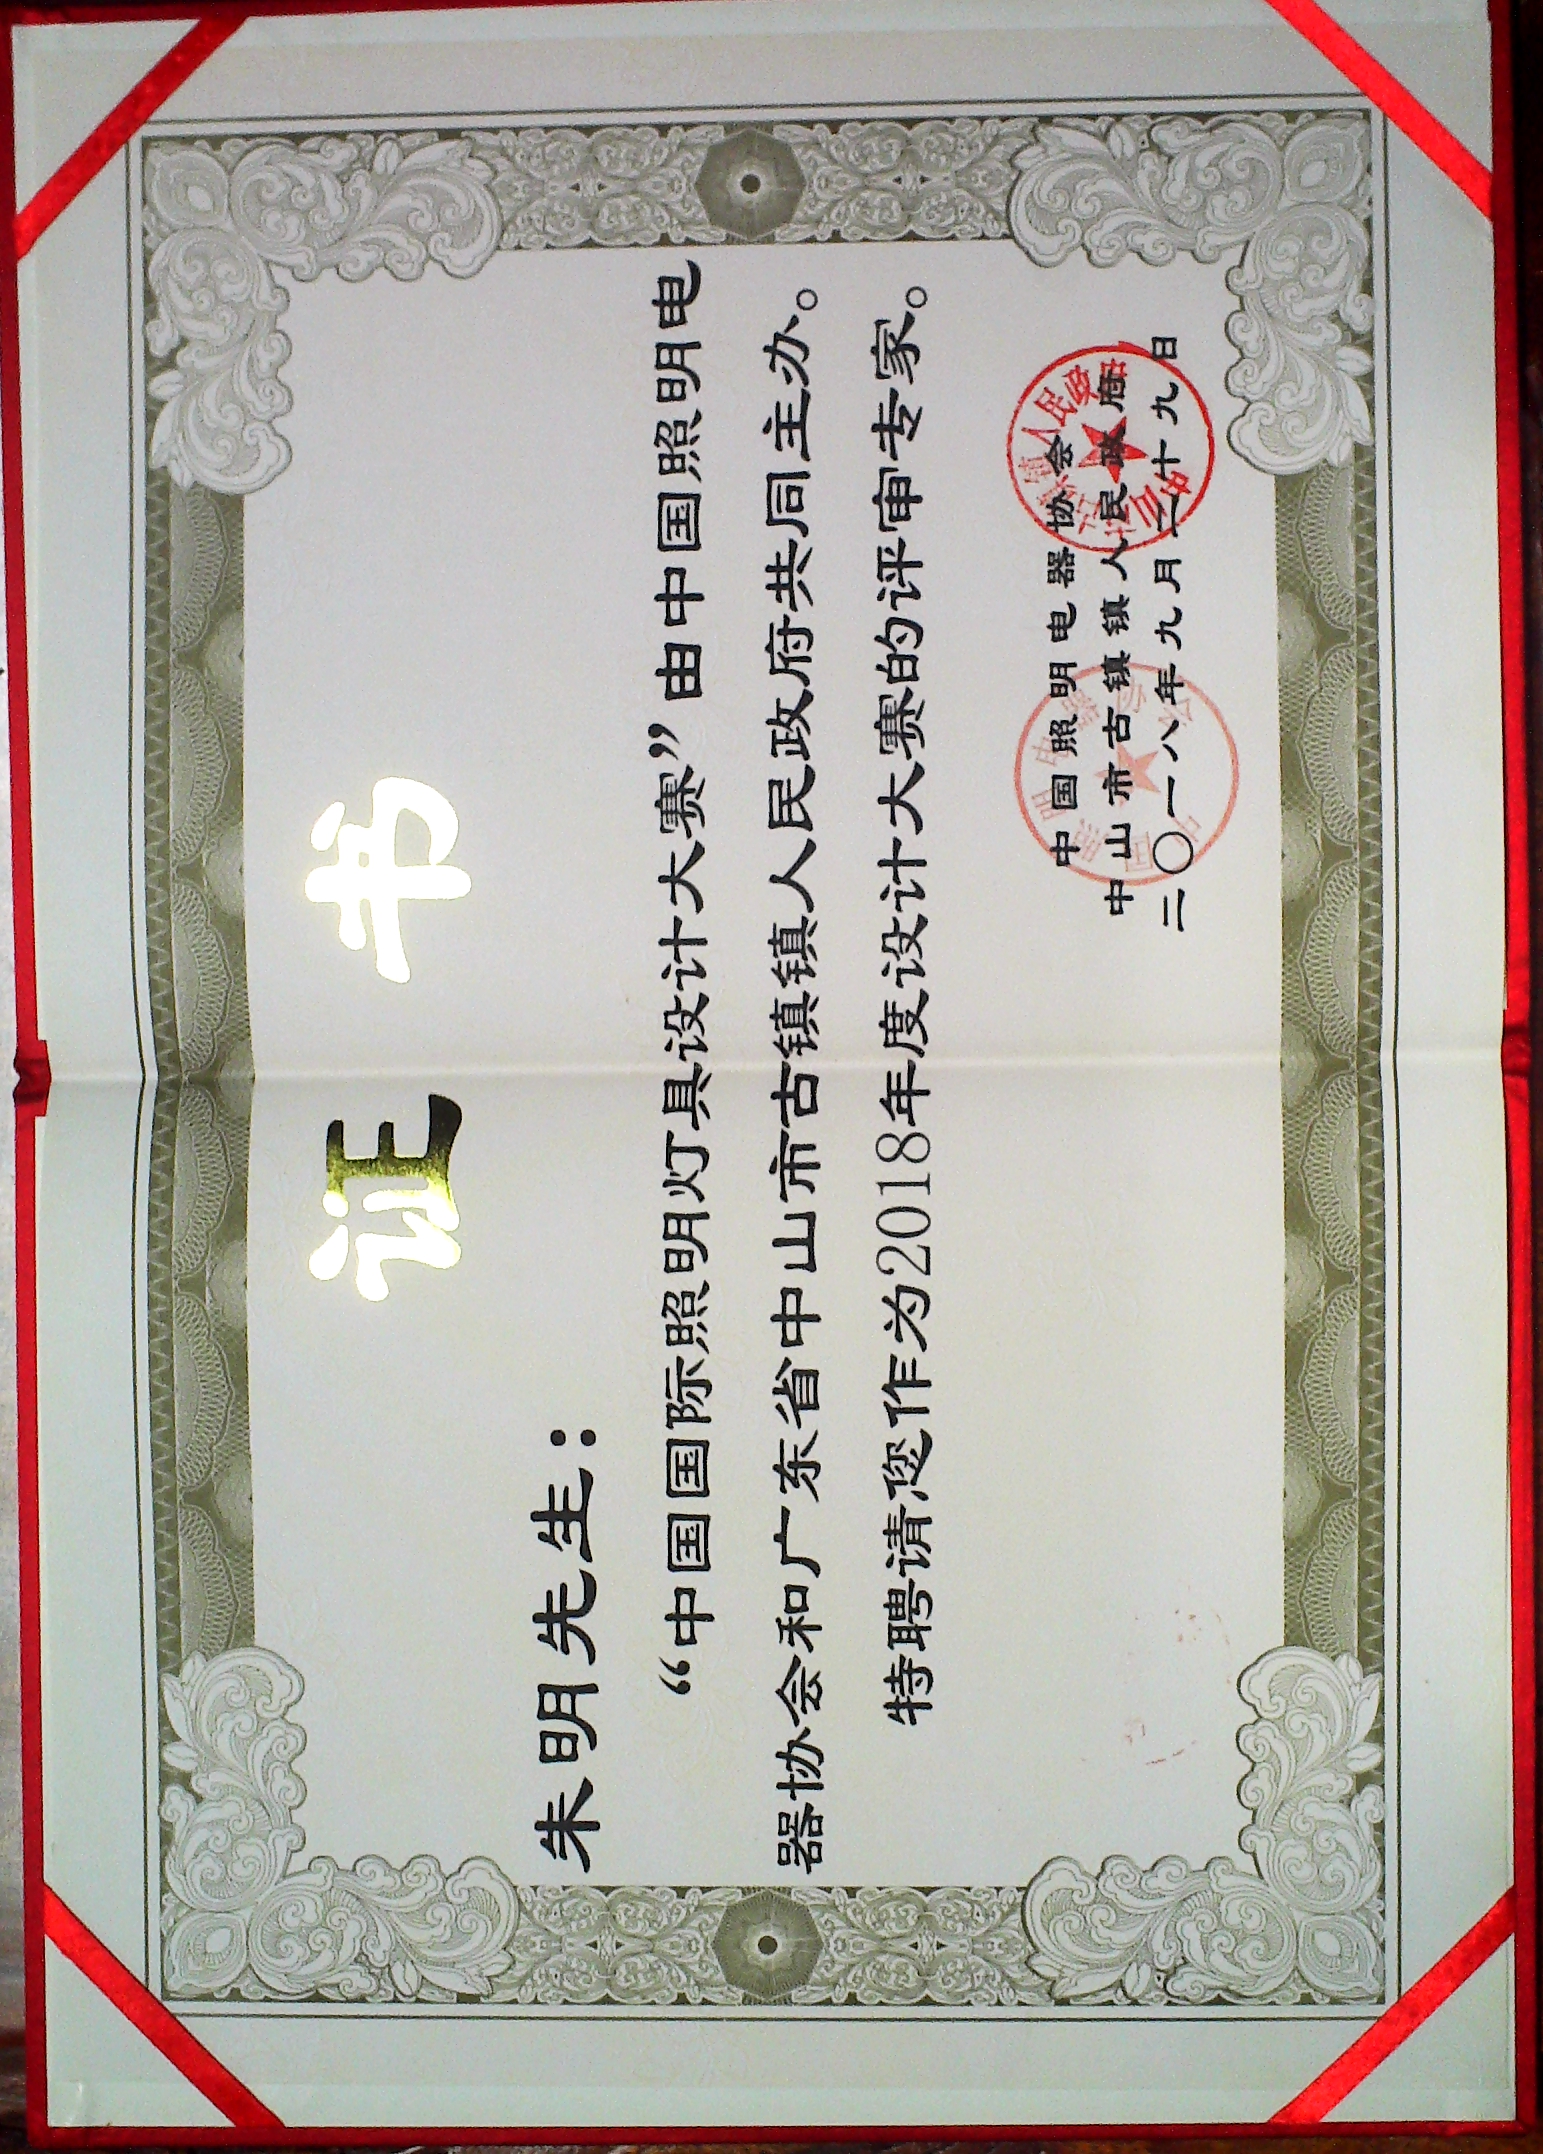 证书
朱明先生：
“中国国际照明灯具设计大赛”由中国照明电
器协会和广东省中山市古镇镇人民政府共同主办。
特聘请您作为2018年度设计大赛的评审专家。
中国照明电器协会
中山市古镇镇人民政府
二〇一八年九月二十九日